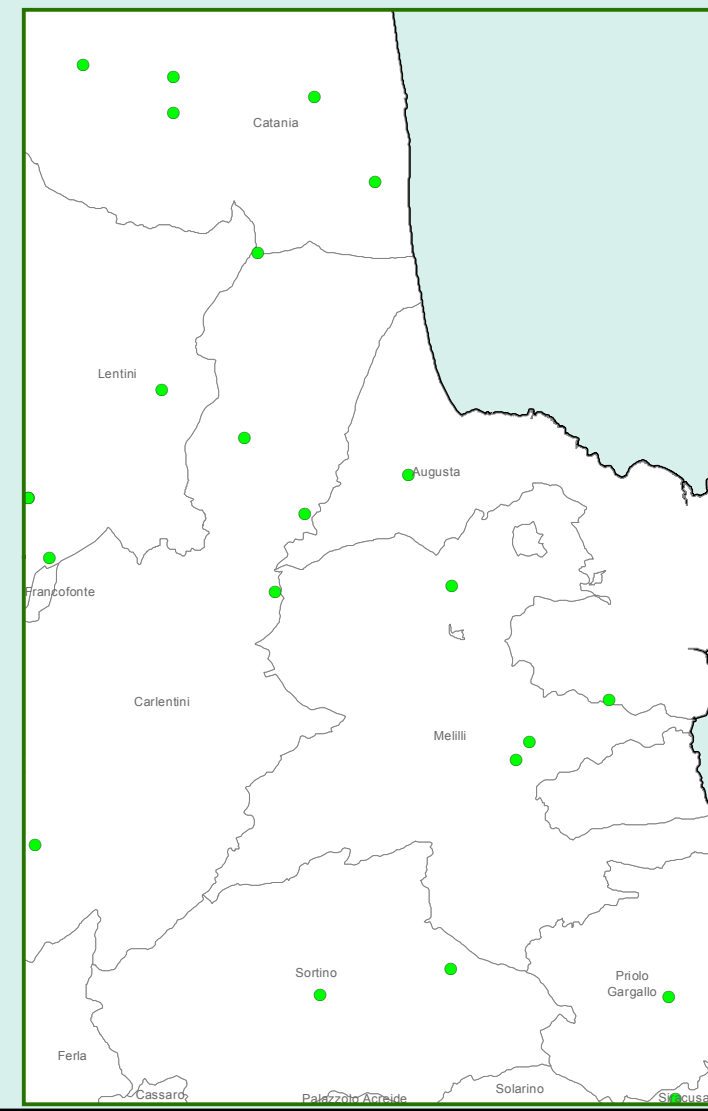 Catania
Lentini
Augusta
Francofonte
Carlentini
Melilli
Sortino
Priolo
Gargallo
Ferla
Solarino
Cassaro
Palazzolo Acreide
Siracusa